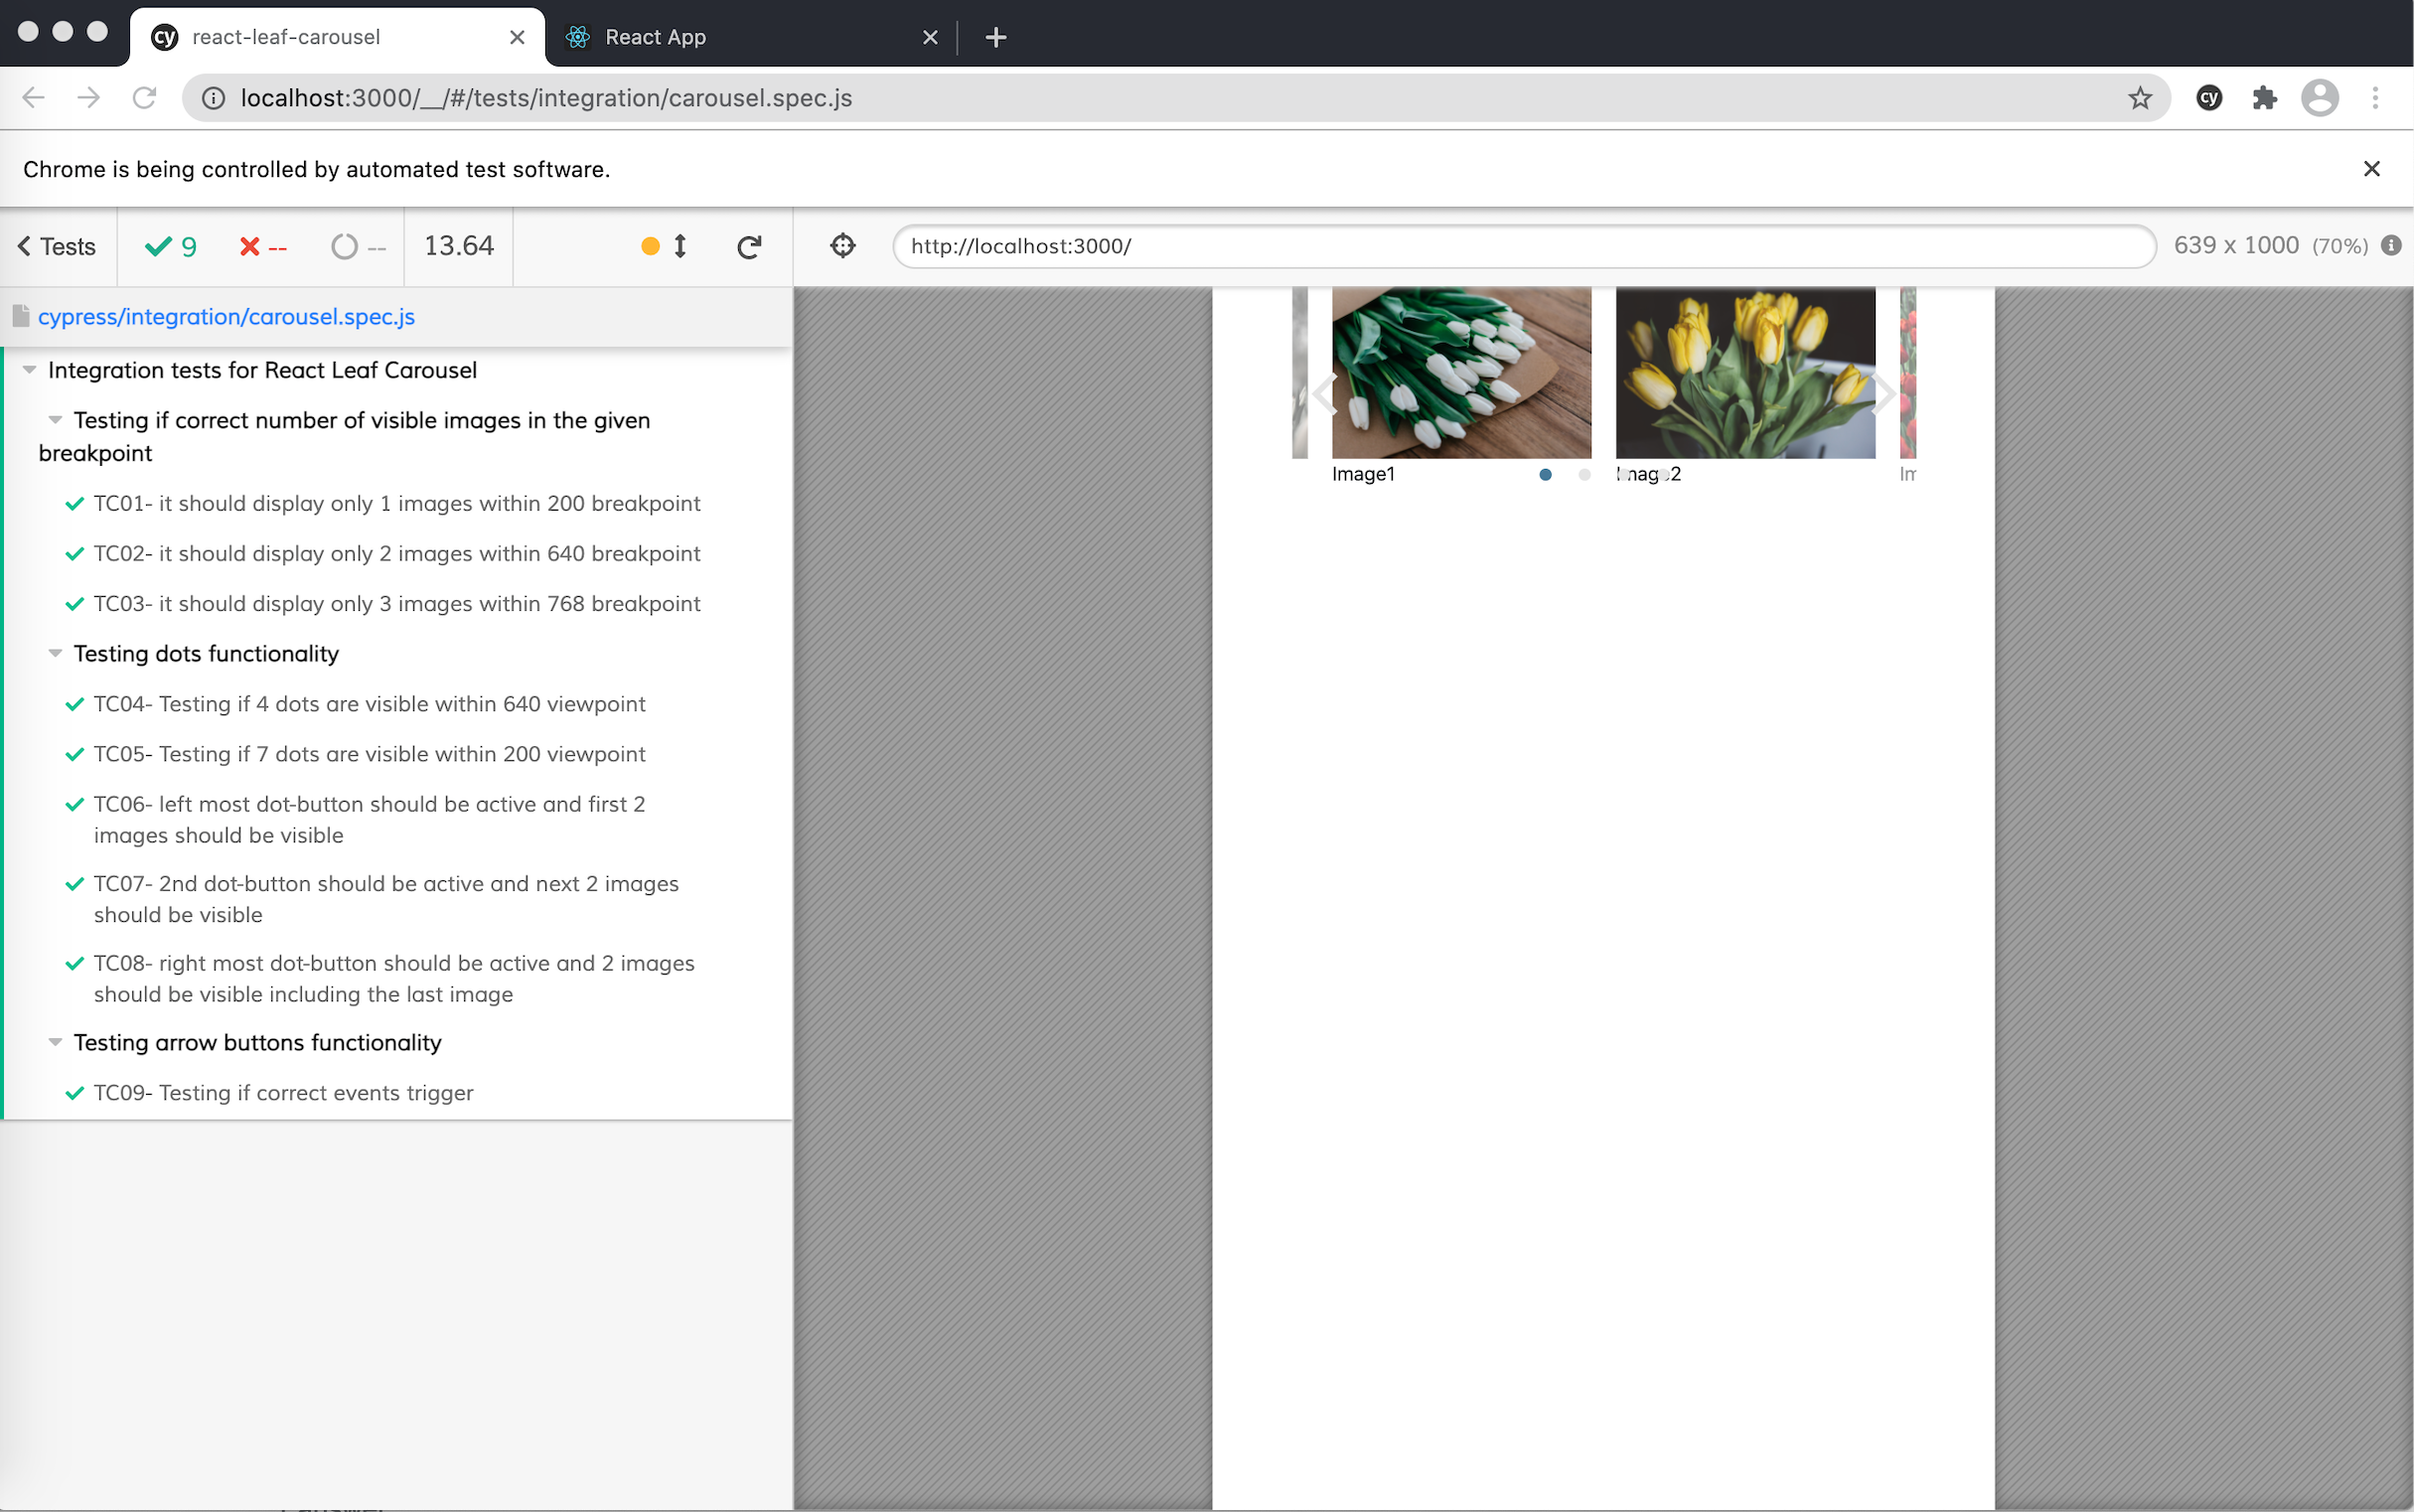 react-leaf-carousel
React App
localhost:3000/__/#/tests/integration/carousel.spec.js
Chrome is being controlled by automated test software.
Tests
9
--
--
13.64
http://localhost:3000/
639 x 1000 (70%)
cypress/integration/carousel.spec.js
Integration tests for React Leaf Carousel
Testing if correct number of visible images in the given
breakpoint
TC01- it should display only 1 images within 200 breakpoint
TC02- it should display only 2 images within 640 breakpoint
TC03- it should display only 3 images within 768 breakpoint
Testing dots functionality
TC04- Testing if 4 dots are visible within 640 viewpoint
TC05- Testing if 7 dots are visible within 200 viewpoint
TC06- left most dot-button should be active and first 2
images should be visible
TC07- 2nd dot-button should be active and next 2 images
should be visible
TC08- right most dot-button should be active and 2 images
should be visible including the last image
Testing arrow buttons functionality
TC09- Testing if correct events trigger
Image1
Image2
Im